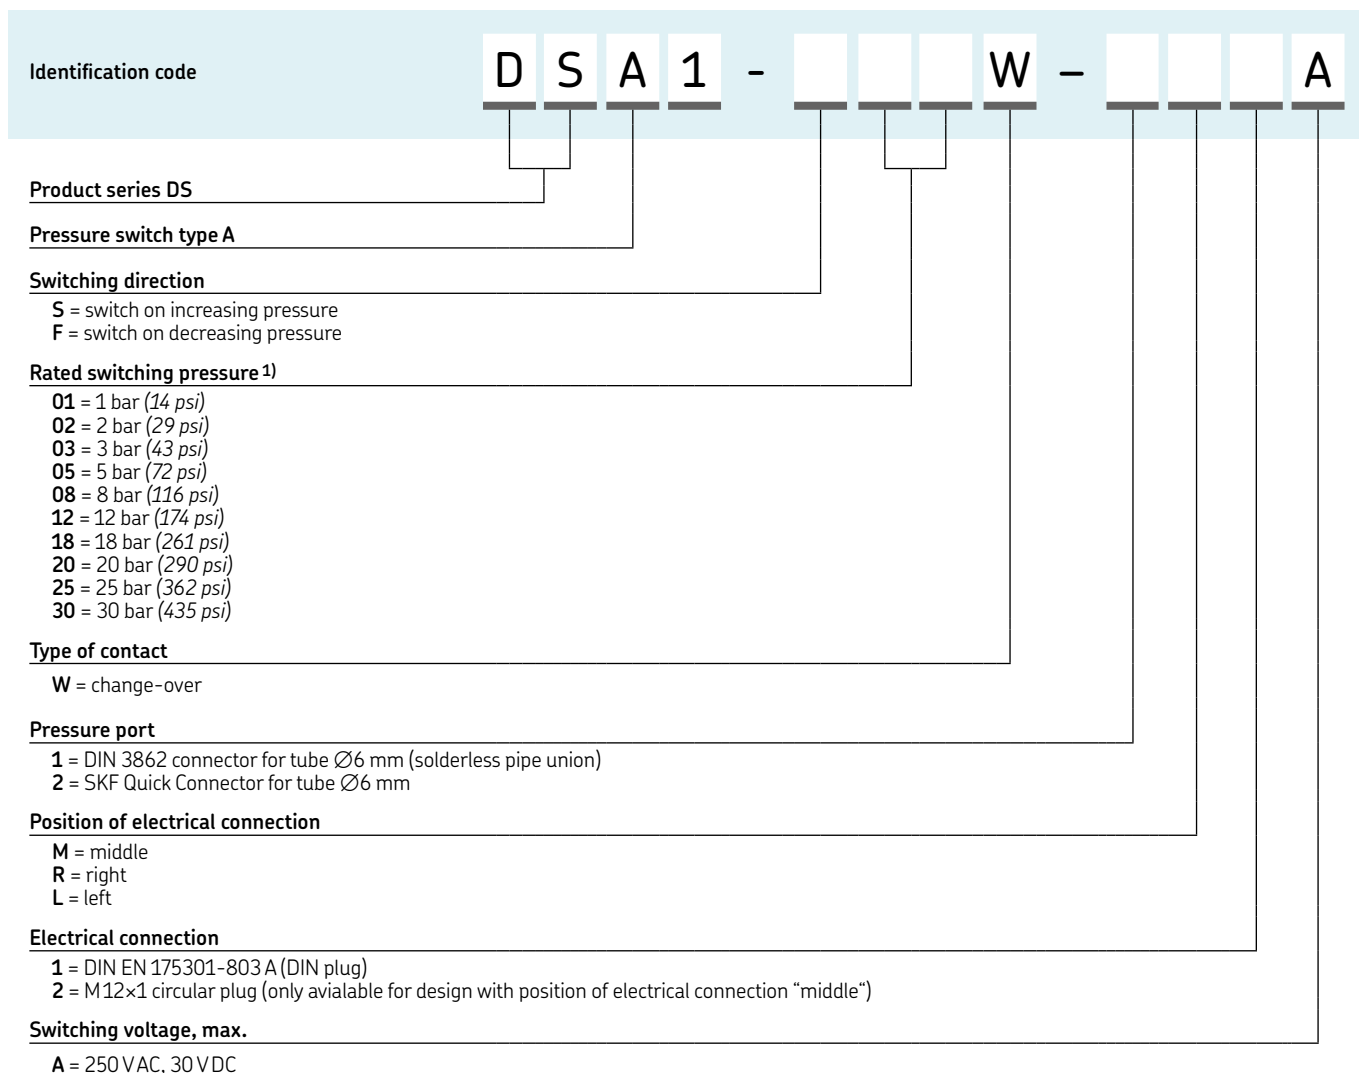 Identification code D S A 1 - W – A
Product series DS
Pressure switch type A
Switching direction
S = switch on increasing pressure
F = switch on decreasing pressure
Rated switching pressure 1)
01 = 1 bar (14 psi)
02 = 2 bar (29 psi)
03 = 3 bar (43 psi)
05 = 5 bar (72 psi)
08 = 8 bar (116 psi)
12 = 12 bar (174 psi)
18 = 18 bar (261 psi)
20 = 20 bar (290 psi)
25 = 25 bar (362 psi)
30 = 30 bar (435 psi)
Type of contact
W = change-over
Pressure port
1 = DIN 3862 connector for tube ∅6 mm (solderless pipe union)
2 = SKF Quick Connector for tube ∅6 mm
Position of electrical connection
M = middle
R = right
L = left
Electrical connection
1 = DIN EN 175301-803 A (DIN plug)
2 = M12×1 circular plug (only avialable for design with position of electrical connection “middle“)
Switching voltage, max.
A = 250 V AC, 30 V DC